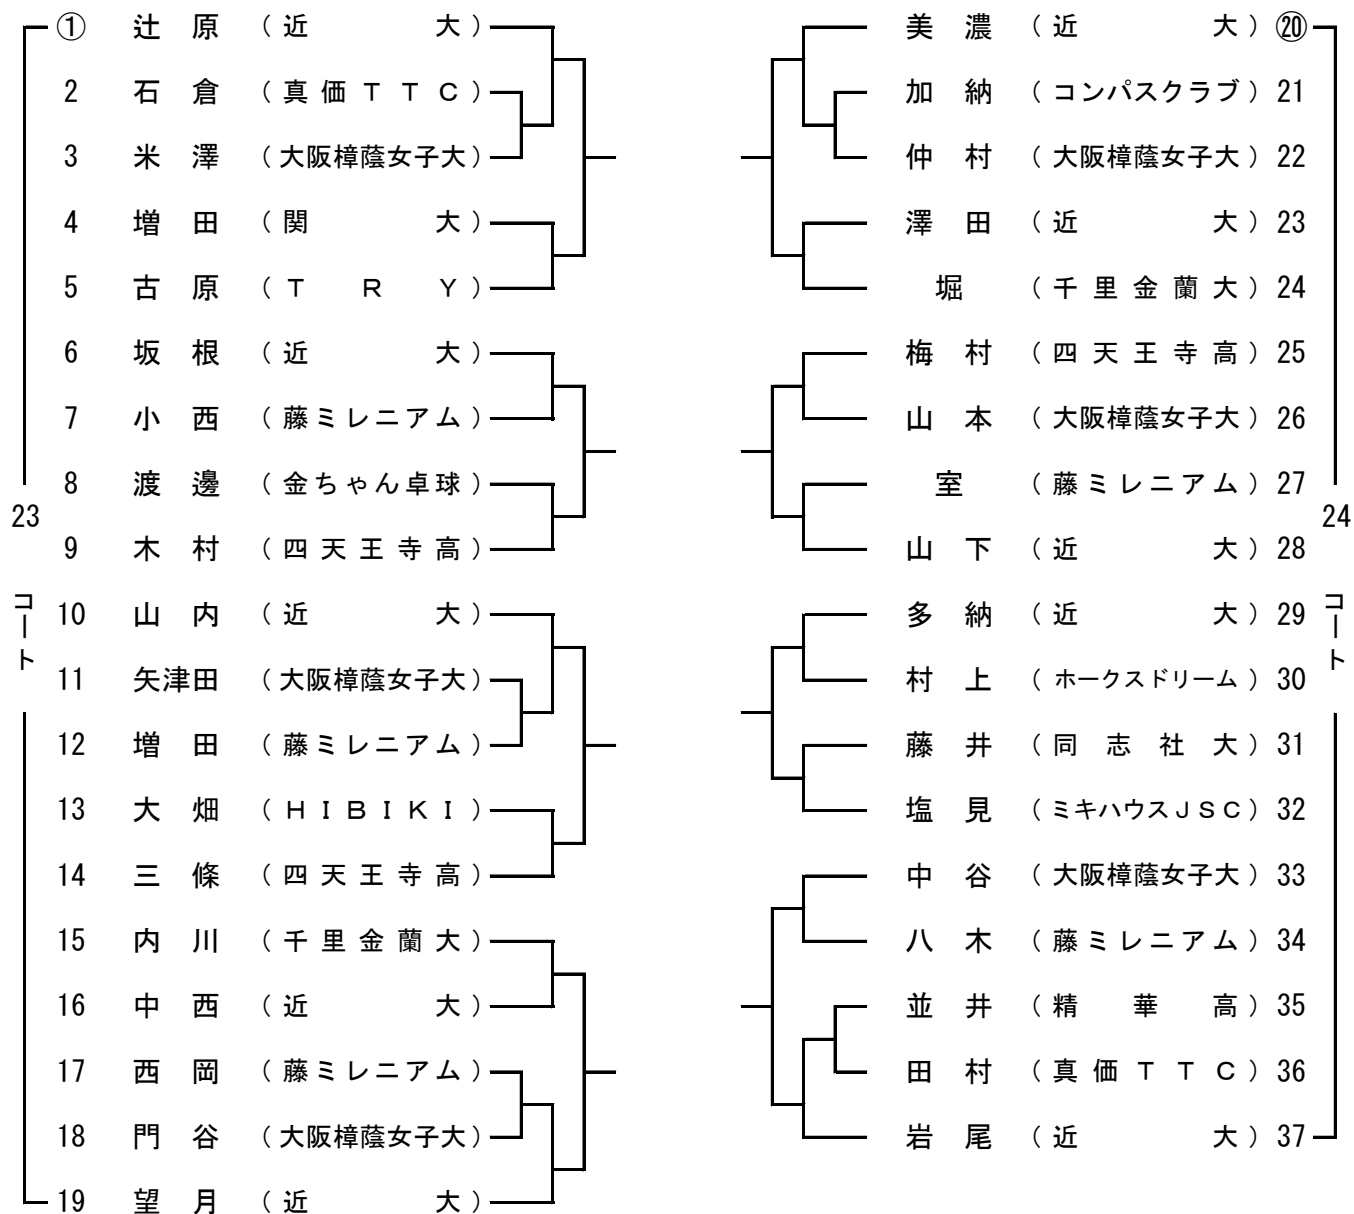 ① 辻原 (近大)
2 石倉 (真価TTC)
3 米澤 (大阪樟蔭女子大)
4 増田 (関大)
5 古原 (TRY)
6 坂根 (近大)
7 小西 (藤ミレニアム)
8 渡邊 (金ちゃん卓球)
9 木村 (四天王寺高)
10 山内 (近大)
11 矢津田 (大阪樟蔭女子大)
12 増田 (藤ミレニアム)
13 大畑 (HIBIKI)
14 三條 (四天王寺高)
15 内川 (千里金蘭大)
16 中西 (近大)
17 西岡 (藤ミレニアム)
18 門谷 (大阪樟蔭女子大)
19 望月 (近大)
23コート
美濃 (近大) ⑳
加納 (コンパスクラブ) 21
仲村 (大阪樟蔭女子大) 22
澤田 (近大) 23
堀 (千里金蘭大) 24
梅村 (四天王寺高) 25
山本 (大阪樟蔭女子大) 26
室 (藤ミレニアム) 27
山下 (近大) 28
多納 (近大) 29
村上 (ホークスドリーム) 30
藤井 (同志社大) 31
塩見 (ミキハウスJSC) 32
中谷 (大阪樟蔭女子大) 33
八木 (藤ミレニアム) 34
並井 (精華高) 35
田村 (真価TTC) 36
岩尾 (近大) 37
24コート